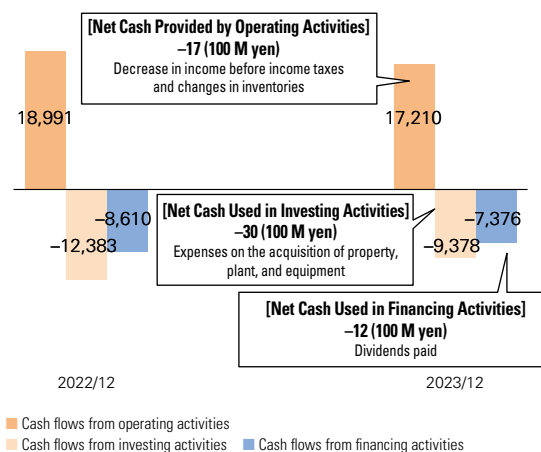 [Net Cash Provided by Operating Activities]
–17 (100 M yen)
Decrease in income before income taxes
and changes in inventories
18,991
17,210
[Net Cash Used in Investing Activities]
–30 (100 M yen)
Expenses on the acquisition of property,
plant, and equipment
–8,610
–12,383
–7,376
–9,378
[Net Cash Used in Financing Activities]
–12 (100 M yen)
Dividends paid
2022/12
2023/12
Cash flows from operating activities
Cash flows from investing activities
Cash flows from financing activities